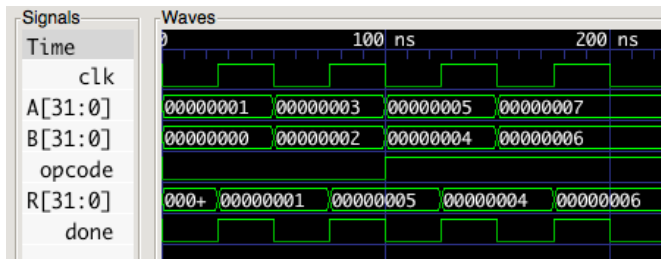 Signals Waves
Time 0 100 ns 200 ns
clk
A[31:0] 00000001 00000003 00000005 00000007
B[31:0] 00000000 00000002 00000004 00000006
opcode
R[31:0] 000+ 00000001 00000005 00000004 00000006
done